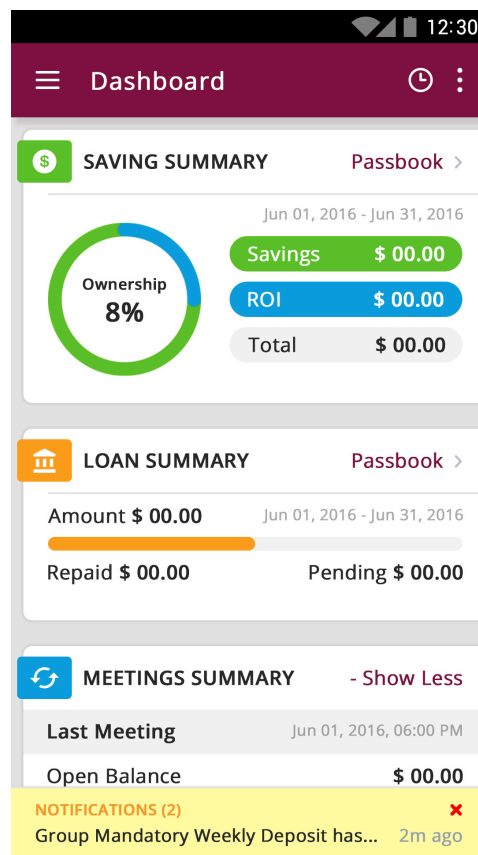 12:30
Dashboard
SAVING SUMMARY Passbook >
Jun 01, 2016 - Jun 31, 2016
Ownership
8%
Savings $ 00.00
ROI $ 00.00
Total $ 00.00
LOAN SUMMARY Passbook >
Amount $ 00.00 Jun 01, 2016 - Jun 31, 2016
Repaid $ 00.00 Pending $ 00.00
MEETINGS SUMMARY - Show Less
Last Meeting Jun 01, 2016, 06:00 PM
Open Balance $ 00.00
NOTIFICATIONS (2)
Group Mandatory Weekly Deposit has... 2m ago